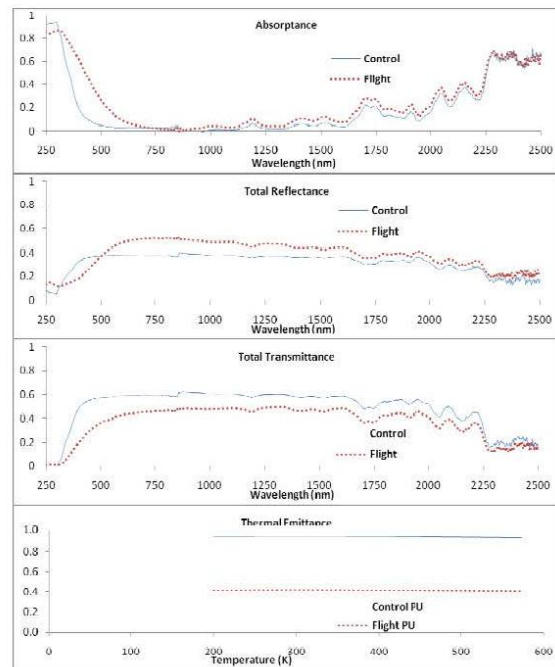 Absorptance
1
0.8
0.6
0.4
0.2
0
Control
Flight
250 500 750 1000 1250 1500 1750 2000 2250 2500
Wavelength (nm)
Total Reflectance
1
0.8
0.6
0.4
0.2
0
Control
Flight
250 500 750 1000 1250 1500 1750 2000 2250 2500
Wavelength (nm)
Total Transmittance
1
0.8
0.6
0.4
0.2
0
Control
Flight
250 500 750 1000 1250 1500 1750 2000 2250 2500
Wavelength (nm)
Thermal Emittance
1.0
0.8
0.6
0.4
0.2
0.0
Control PU
Flight PU
0 100 200 300 400 500 600
Temperature (K)